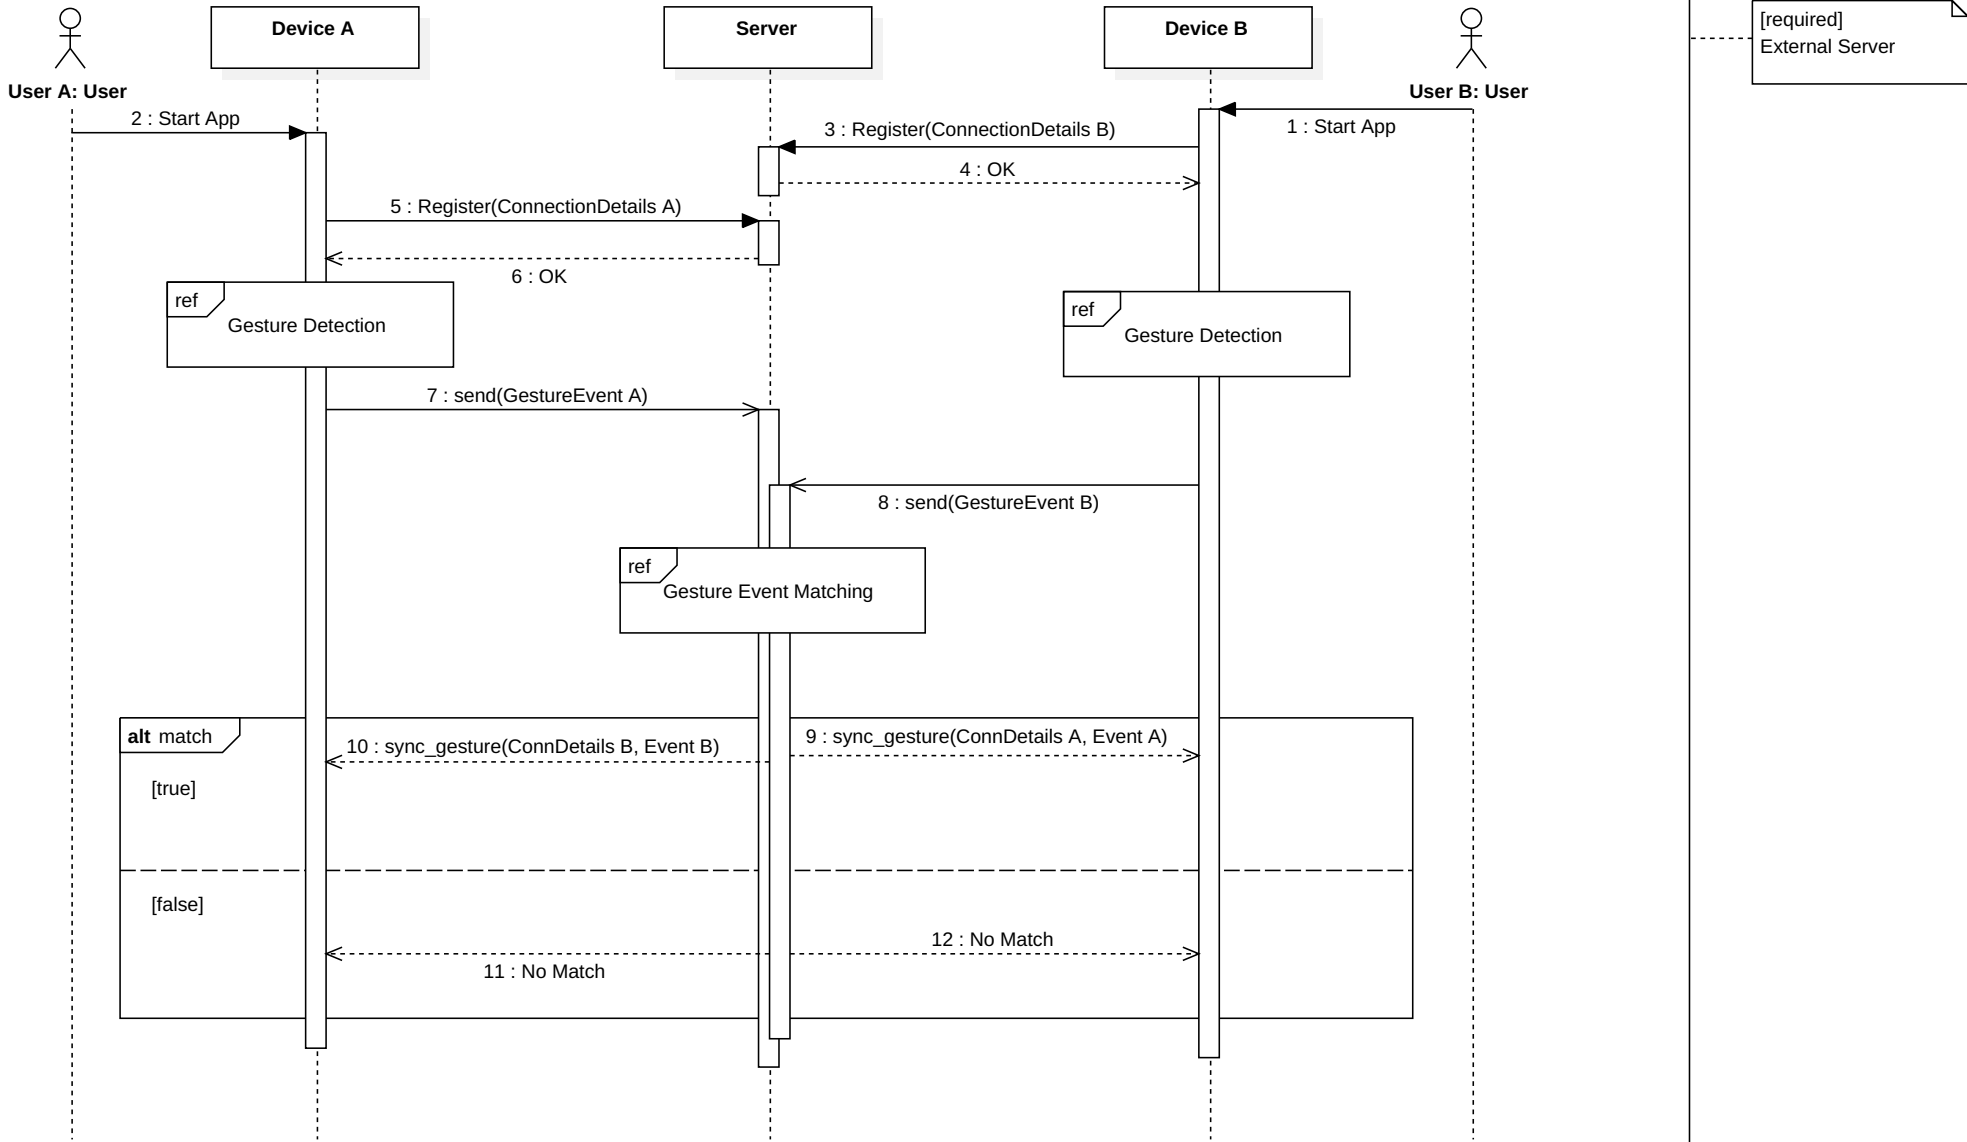 Device A
Server
Device B
[required]
External Server
User A: User
User B: User
2 : Start App
1 : Start App
3 : Register(ConnectionDetails B)
4 : OK
5 : Register(ConnectionDetails A)
6 : OK
ref
Gesture Detection
ref
Gesture Detection
7 : send(GestureEvent A)
8 : send(GestureEvent B)
ref
Gesture Event Matching
alt match
10 : sync_gesture(ConnDetails B, Event B)
9 : sync_gesture(ConnDetails A, Event A)
[true]
[false]
12 : No Match
11 : No Match